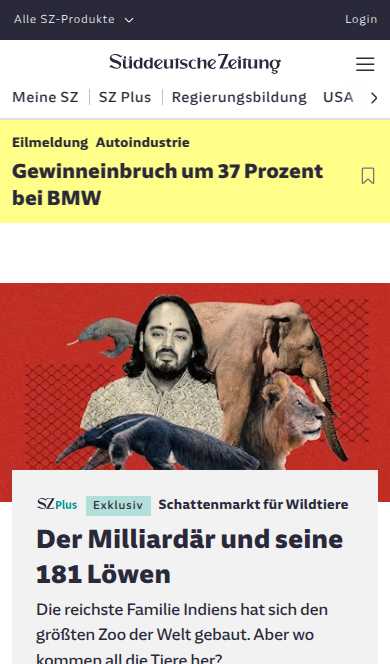 Alle SZ-Produkte
Login
Süddeutsche Zeitung
Meine SZ
SZ Plus
Regierungsbildung
USA
Eilmeldung Autoindustrie
Gewinneinbruch um 37 Prozent
bei BMW
SZ Plus Exklusiv Schattenmarkt für Wildtiere
Der Milliardär und seine
181 Löwen
Die reichste Familie Indiens hat sich den
größten Zoo der Welt gebaut. Aber wo
kommen all die Tiere her?